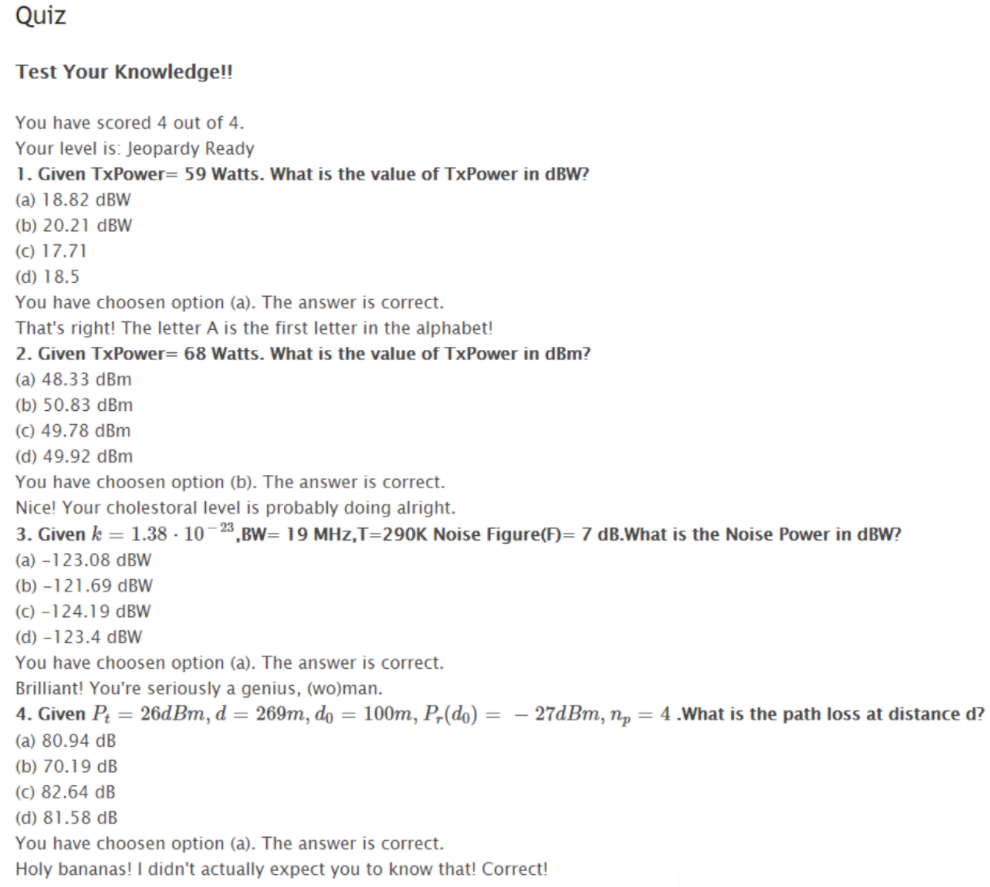 Quiz
Test Your Knowledge!!
You have scored 4 out of 4.
Your level is: Jeopardy Ready
1. Given TxPower= 59 Watts. What is the value of TxPower in dBW?
(a) 18.82 dBW
(b) 20.21 dBW
(c) 17.71
(d) 18.5
You have choosen option (a). The answer is correct.
That's right! The letter A is the first letter in the alphabet!
2. Given TxPower= 68 Watts. What is the value of TxPower in dBm?
(a) 48.33 dBm
(b) 50.83 dBm
(c) 49.78 dBm
(d) 49.92 dBm
You have choosen option (b). The answer is correct.
Nice! Your cholestoral level is probably doing alright.
3. Given k = 1.38 · 10⁻²³,BW= 19 MHz,T=290K Noise Figure(F)= 7 dB.What is the Noise Power in dBW?
(a) -123.08 dBW
(b) -121.69 dBW
(c) -124.19 dBW
(d) -123.4 dBW
You have choosen option (a). The answer is correct.
Brilliant! You're seriously a genius, (wo)man.
4. Given Pₜ = 26dBm, d = 269m, d₀ = 100m, Pᵣ(d₀) = − 27dBm, nₚ = 4 .What is the path loss at distance d?
(a) 80.94 dB
(b) 70.19 dB
(c) 82.64 dB
(d) 81.58 dB
You have choosen option (a). The answer is correct.
Holy bananas! I didn't actually expect you to know that! Correct!